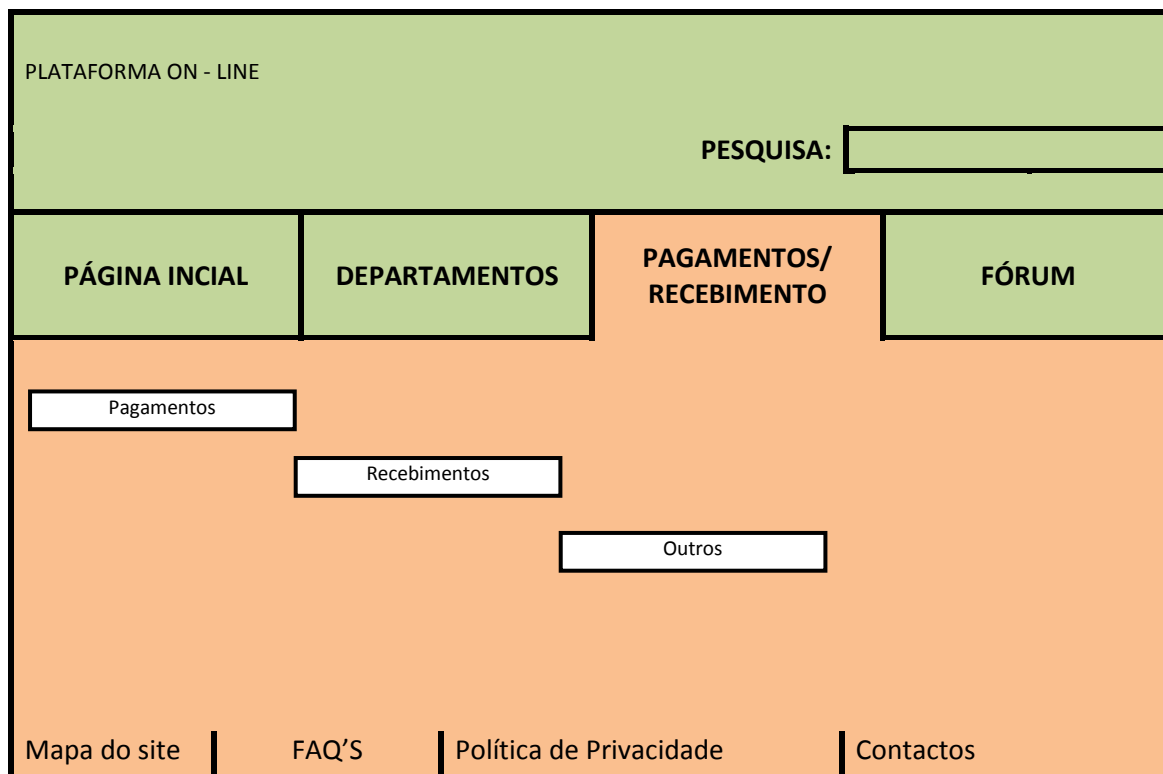 PLATAFORMA ON - LINE
PESQUISA:
PÁGINA INCIAL
DEPARTAMENTOS
PAGAMENTOS/
RECEBIMENTO
FÓRUM
Pagamentos
Recebimentos
Outros
Mapa do site
FAQ’S
Política de Privacidade
Contactos